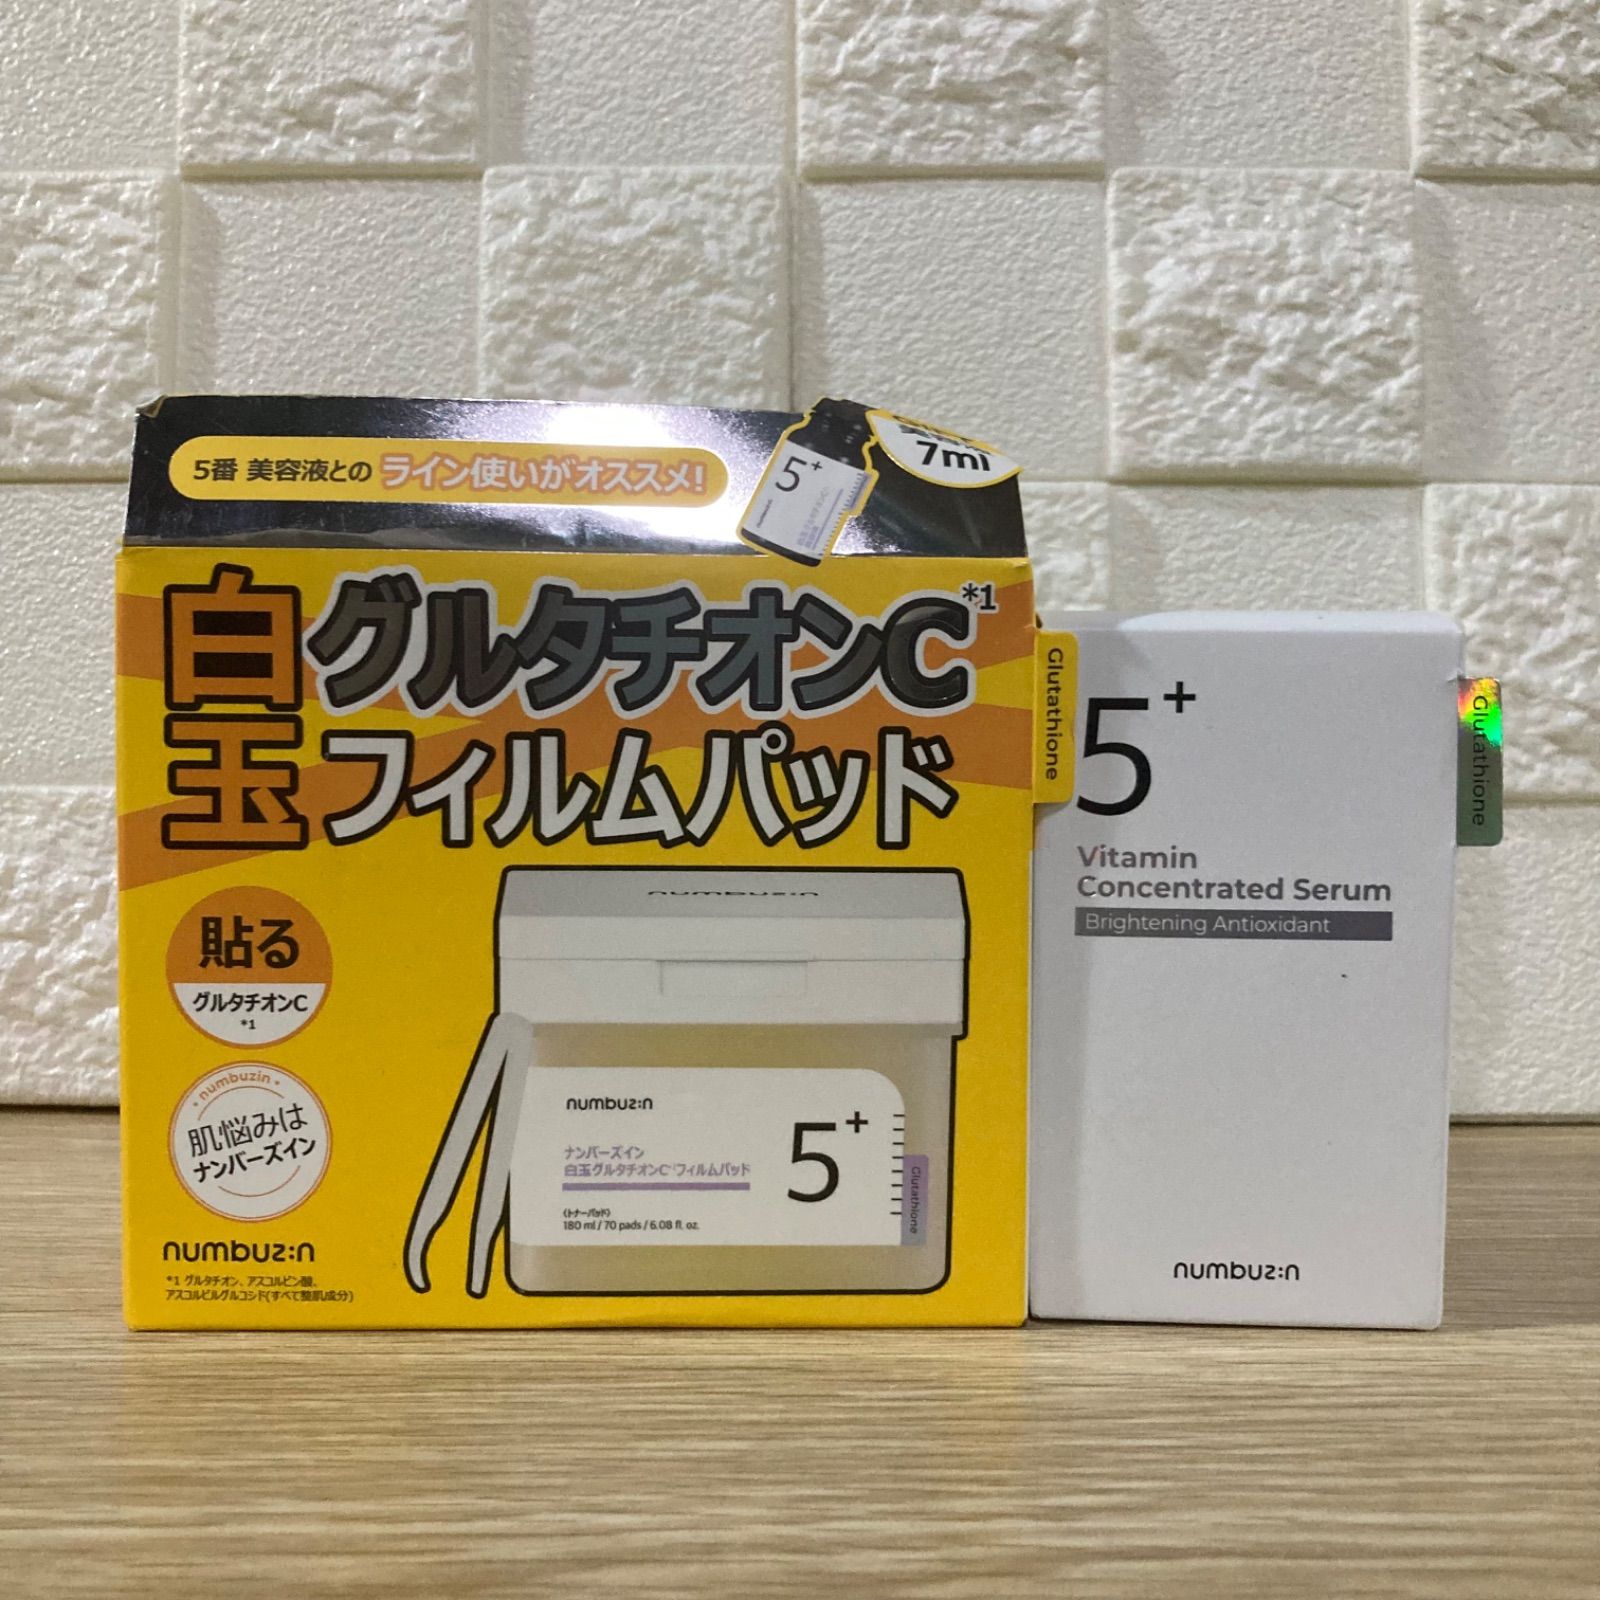 5番 美容液との ライン使いがオススメ!
7ml
5+
白玉
グルタチオンC*1
フィルムパッド
貼る
グルタチオンC
*1
numbuzin
肌悩みは
ナンバーズイン
numbuz:n
*1 グルタチオン、アスコルビン酸、
アスコルビルグルコシド(すべて整肌成分)
numbuz:n
numbuz:n
ナンバーズイン
白玉グルタチオンC フィルムパッド
5+
(トナーパッド)
180 ml / 70 pads / 6.08 fl. oz.
Glutathione
Glutathione
5+
Vitamin
Concentrated Serum
Brightening Antioxidant
numbuz:n
Glutathione